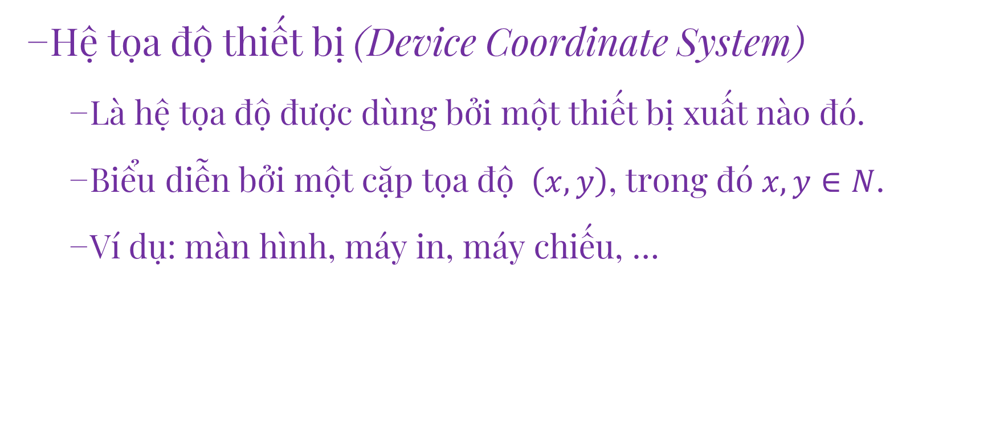 –Hệ tọa độ thiết bị (Device Coordinate System)
–Là hệ tọa độ được dùng bởi một thiết bị xuất nào đó.
–Biểu diễn bởi một cặp tọa độ (x, y), trong đó x, y ∈ N.
–Ví dụ: màn hình, máy in, máy chiếu, …